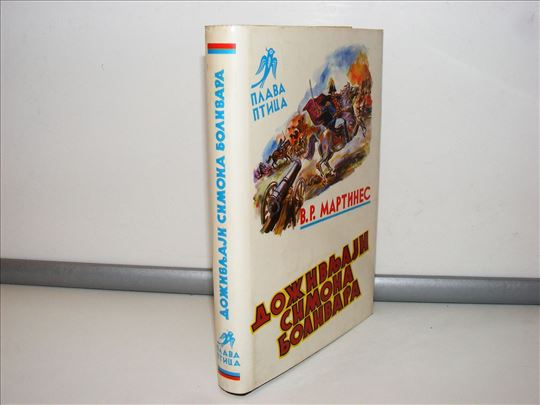 ДОЖИВЉАЈИ СИМОНА БОЛИВАРА
ПЛАВА
ПТИЦА
ПЛАВА
ПТИЦА
В.Р. МАРТИНЕС
ДОЖИВЉАЈИ
СИМОНА
БОЛИВАРА